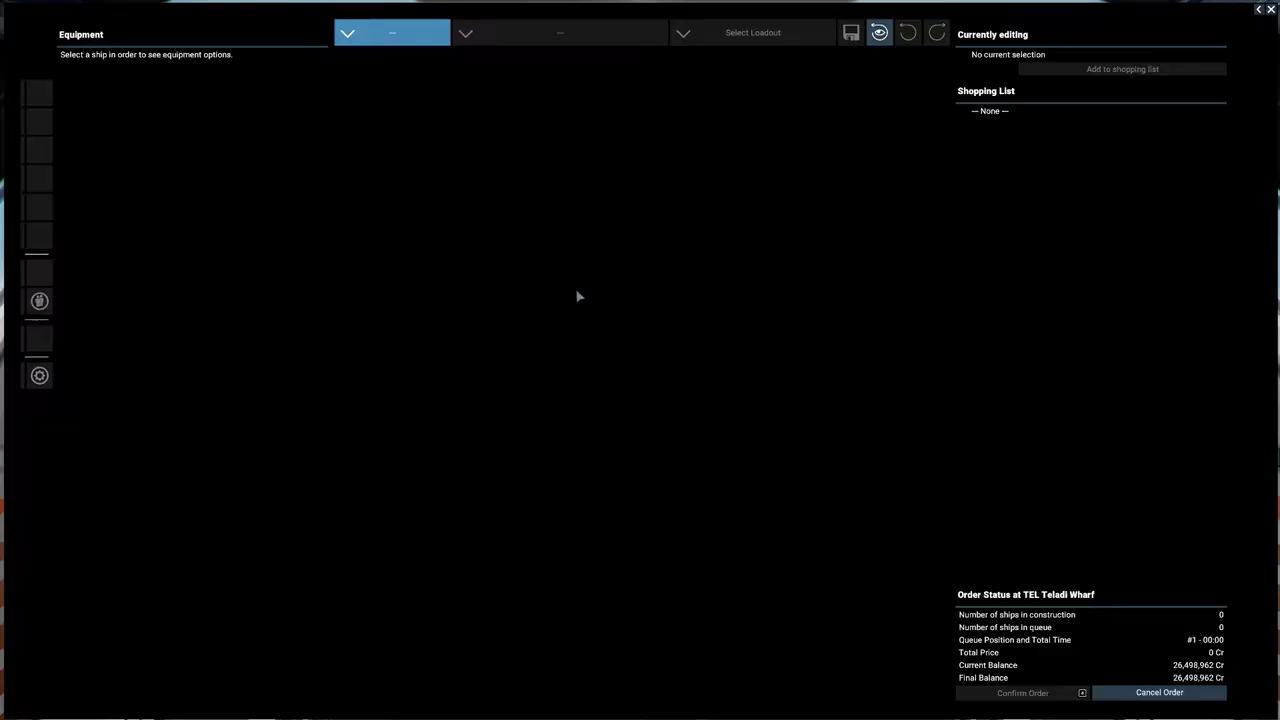 Equipment
Select a ship in order to see equipment options.
--
--
Select Loadout
Currently editing
No current selection
Add to shopping list
Shopping List
— None —
Order Status at TEL Teladi Wharf
Number of ships in construction 0
Number of ships in queue 0
Queue Position and Total Time #1 - 00:00
Total Price 0 Cr
Current Balance 26,498,962 Cr
Final Balance 26,498,962 Cr
Confirm Order
Cancel Order